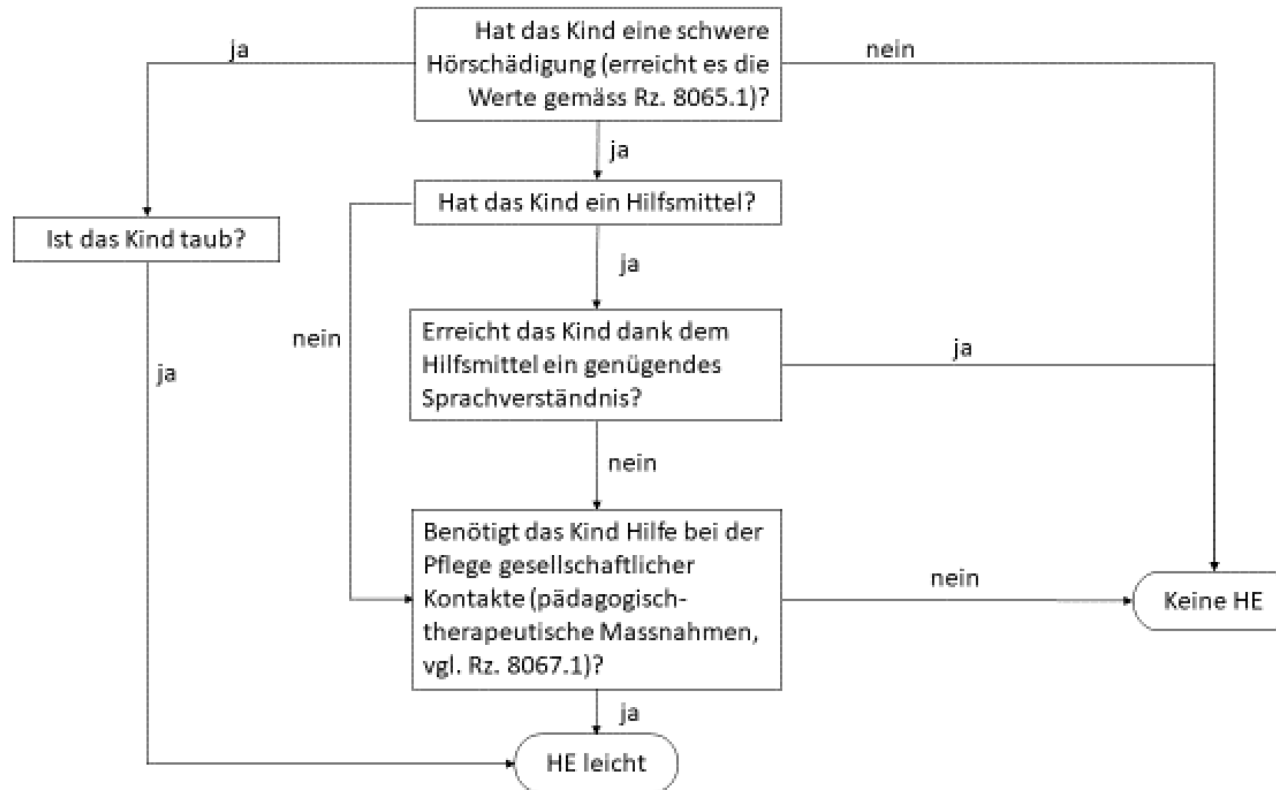 Hat das Kind eine schwere
Hörschädigung (erreicht es die
Werte gemäss Rz. 8065.1)?
ja
nein
ja
Hat das Kind ein Hilfsmittel?
Ist das Kind taub?
ja
nein
Erreicht das Kind dank dem
Hilfsmittel ein genügendes
Sprachverständnis?
ja
ja
nein
Benötigt das Kind Hilfe bei der
Pflege gesellschaftlicher
Kontakte (pädagogisch-
therapeutische Massnahmen,
vgl. Rz. 8067.1)?
nein
Keine HE
ja
HE leicht